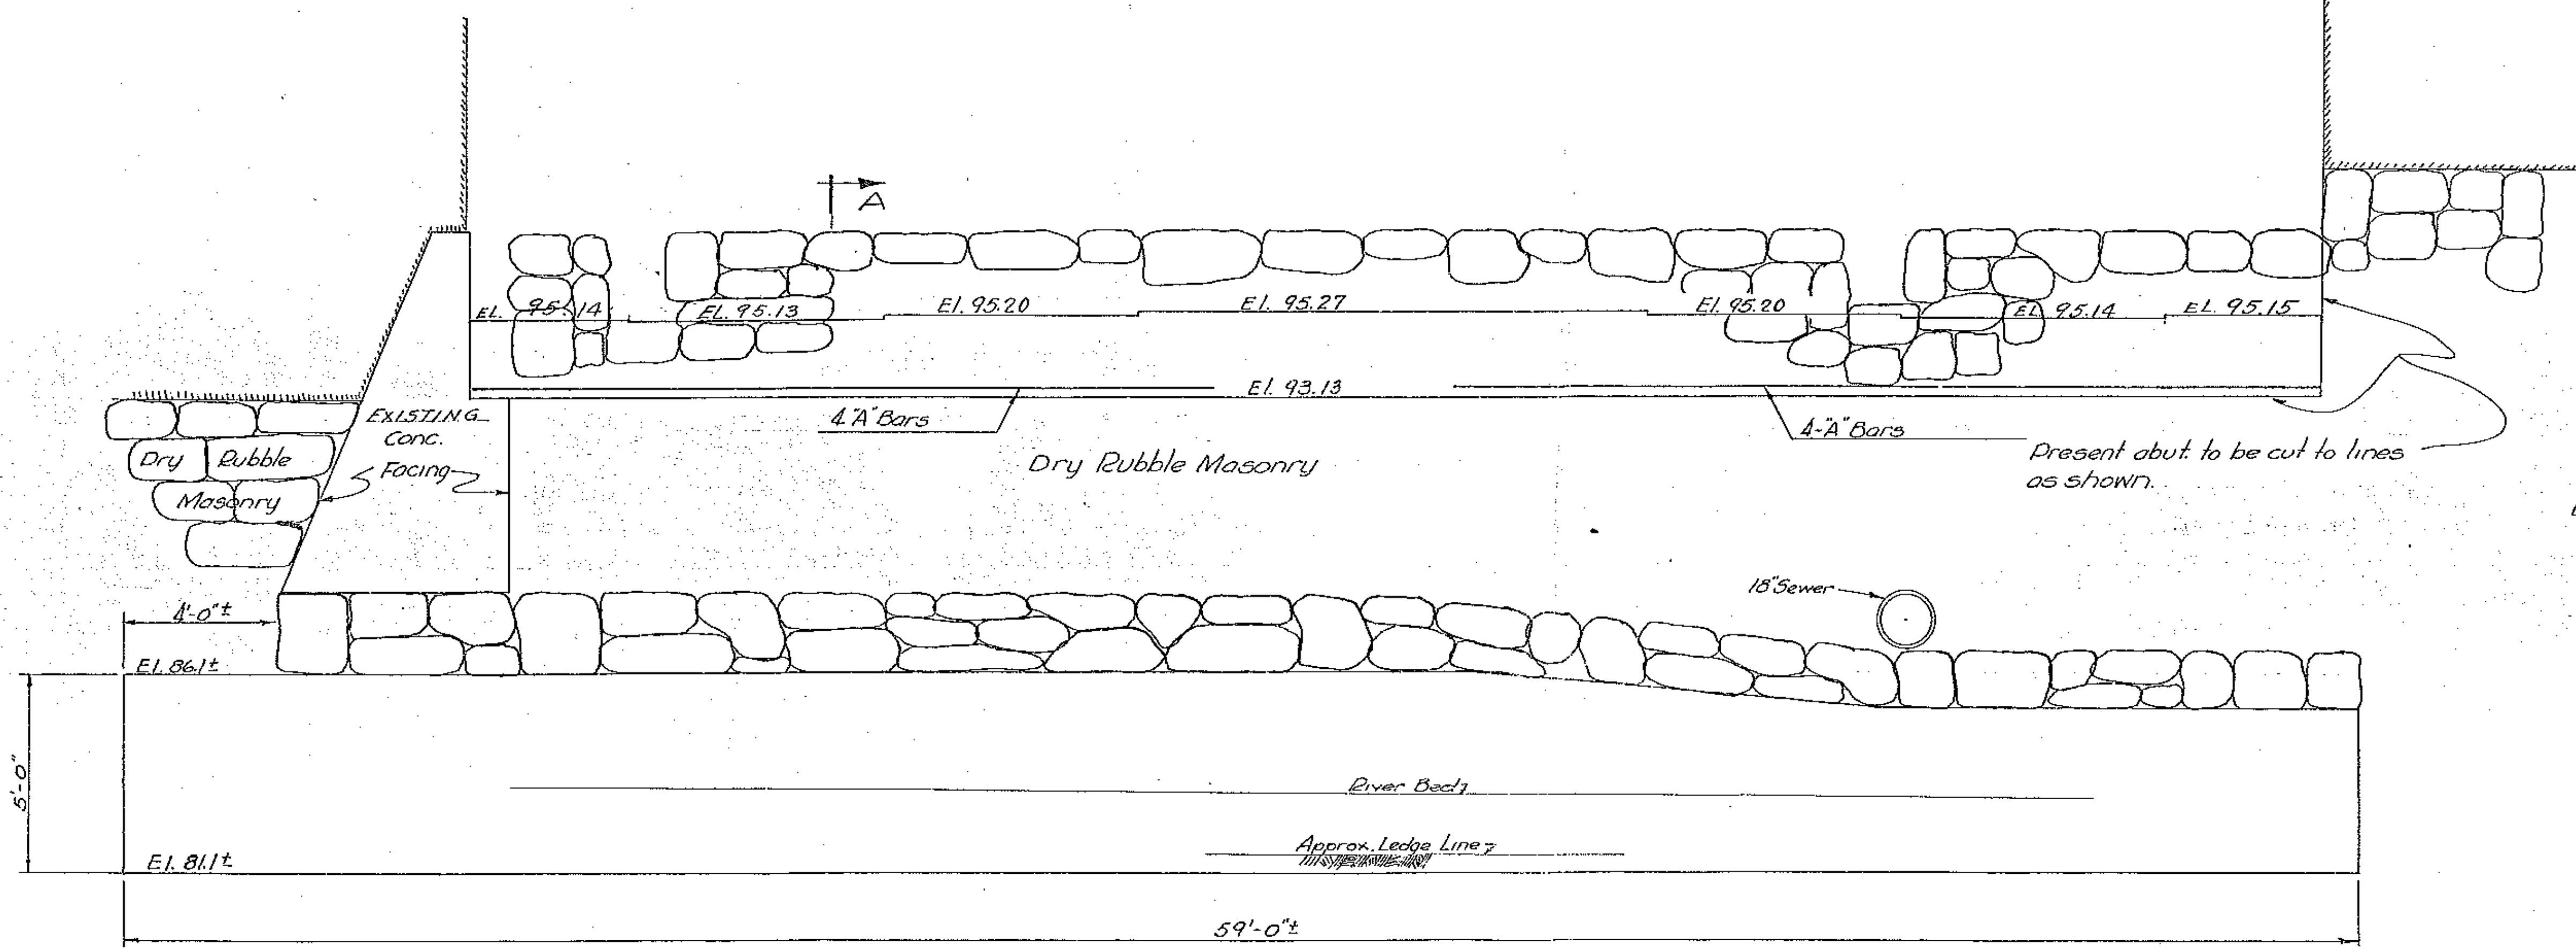 A
El. 95.14
El. 95.13
El. 95.20
El. 95.27
El. 95.20
El. 95.14
El. 95.15
El. 93.13
4 "A" Bars
4-"A" Bars
EXISTING
Conc.
Facing
Dry Rubble
Masonry
Dry Rubble Masonry
Present abut. to be cut to lines
as shown.
18" Sewer
4'-0"±
El. 86.1±
5'-0"
River Bed
Approx. Ledge Line
El. 81.1±
59'-0"±